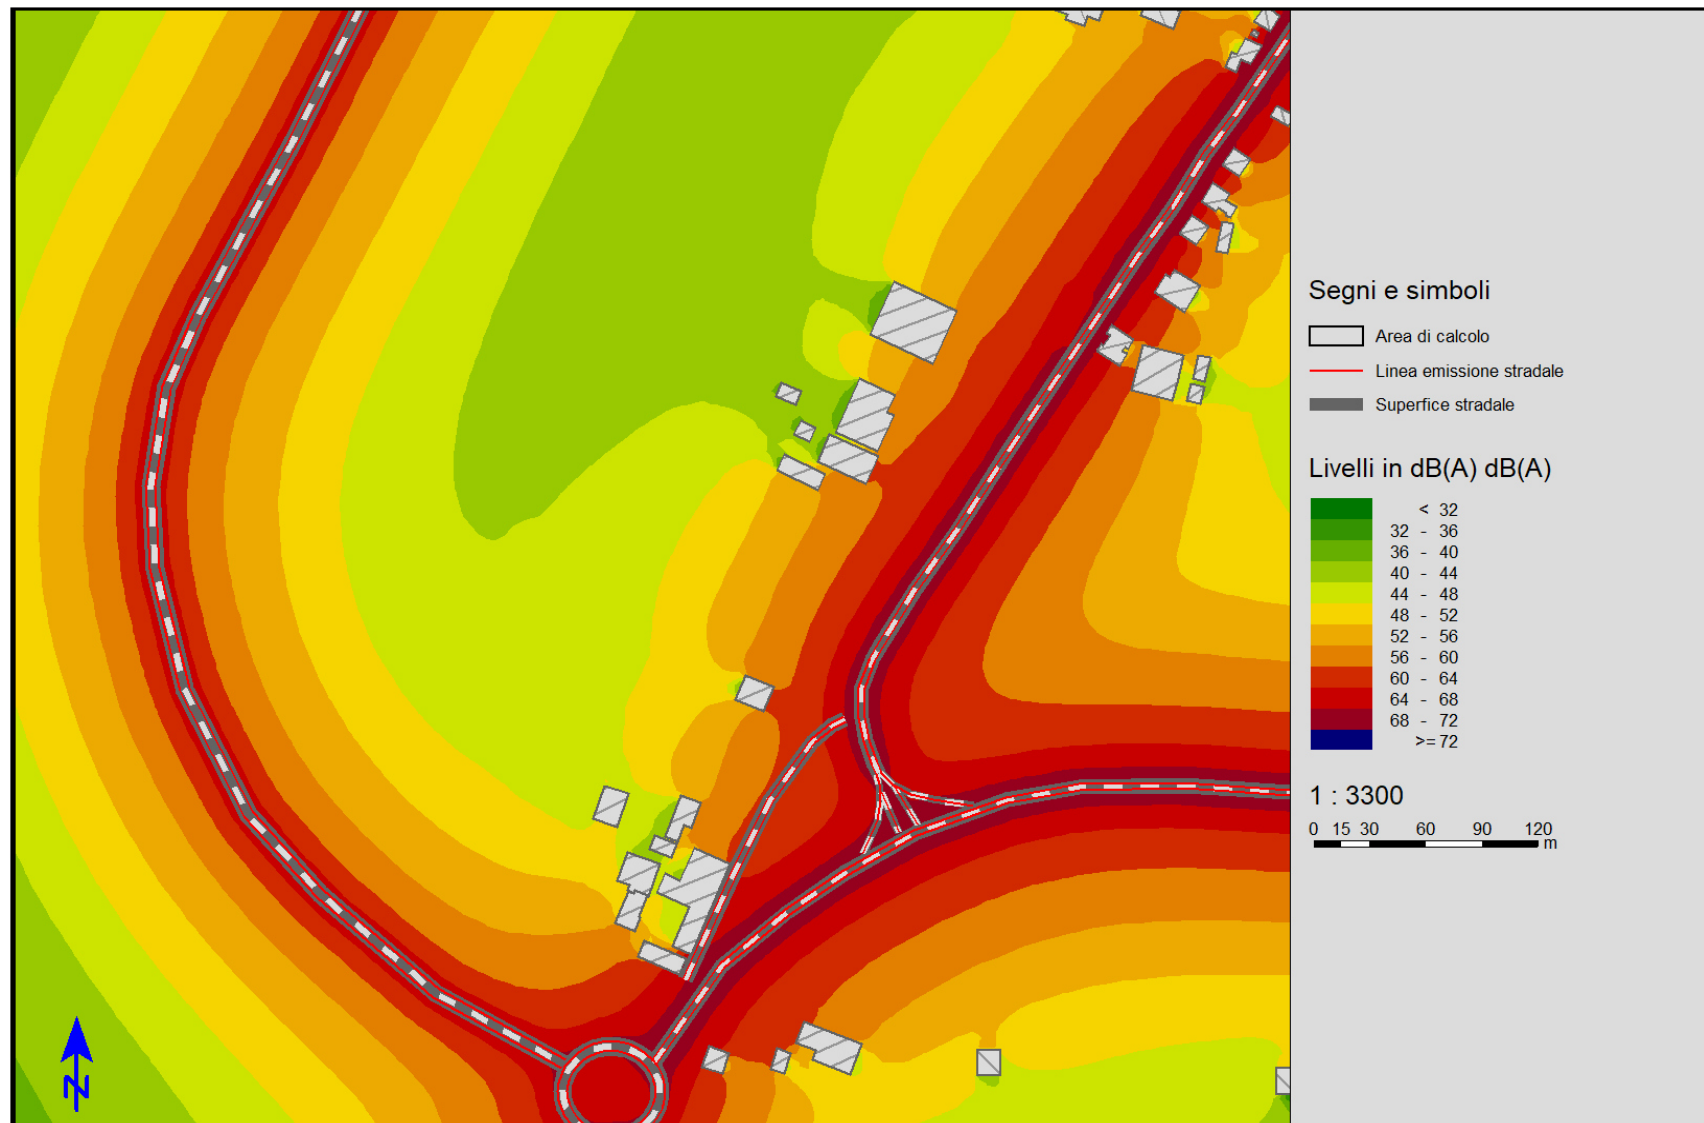 Segni e simboli
Area di calcolo
Linea emissione stradale
Superfice stradale
Livelli in dB(A) dB(A)
< 32
32 - 36
36 - 40
40 - 44
44 - 48
48 - 52
52 - 56
56 - 60
60 - 64
64 - 68
68 - 72
>= 72
1 : 3300
0 15 30 60 90 120
m
N